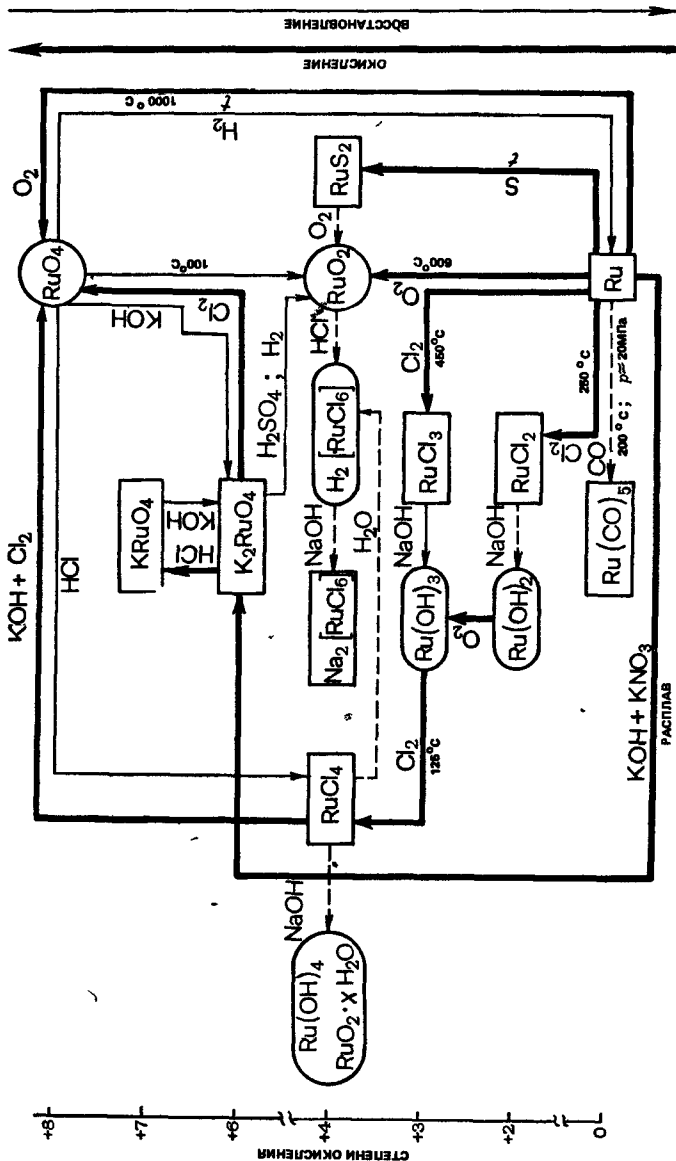 ВОССТАНОВЛЕНИЕ
ОКИСЛЕНИЕ
KOH + Cl₂
HCl
O₂
H₂
t
1000°C
RuO₄
KOH
Cl₂
100°C
KRuO₄
HCl
KOH
K₂RuO₄
H₂SO₄ ; H₂
RuS₂
O₂
S
t
RuO₂
HCl
H₂[RuCl₆]
NaOH
Na₂[RuCl₆]
H₂O
O₂
600°C
Cl₂
450°C
RuCl₃
NaOH
Ru(OH)₃
O₂
Cl₂
125°C
RuCl₄
NaOH
Ru(OH)₄
RuO₂·xH₂O
Cl₂
250°C
RuCl₂
NaOH
Ru(OH)₂
Ru
CO
200°C ; p≈20МПа
Ru(CO)₅
KOH + KNO₃
РАСПЛАВ
+8
+7
+6
+4
+3
+2
0
СТЕПЕНИ ОКИСЛЕНИЯ